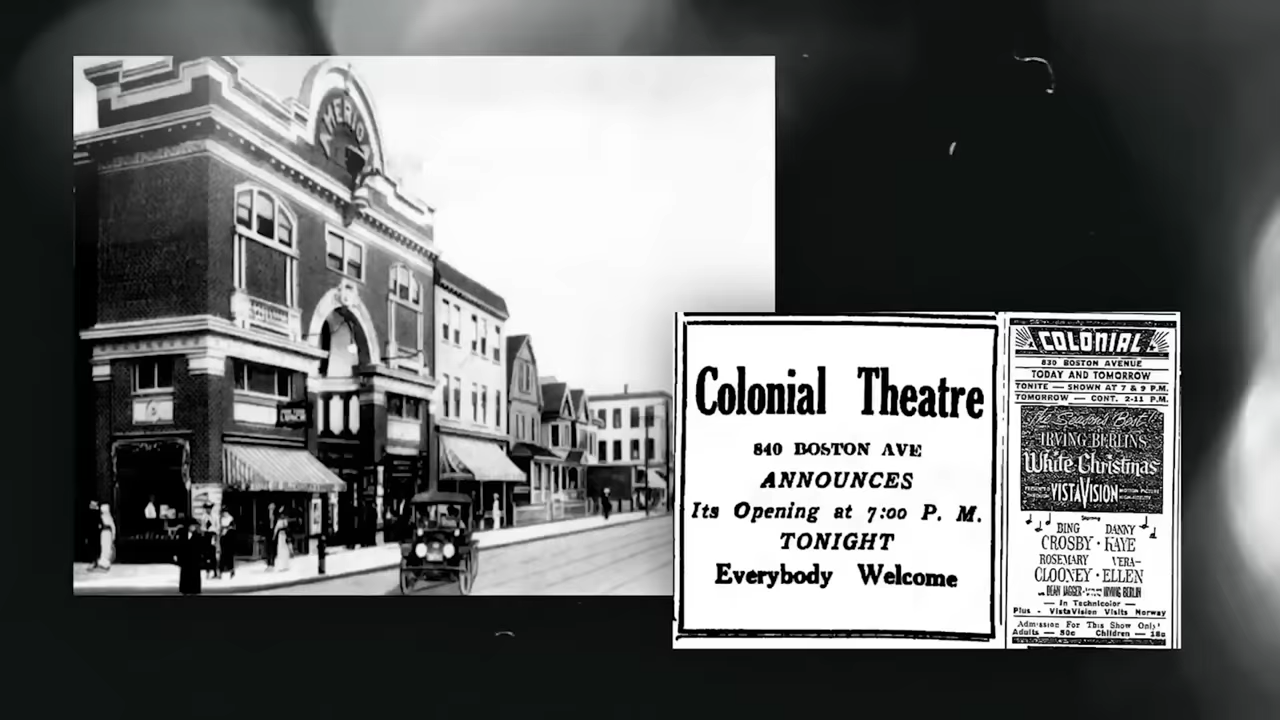 Colonial Theatre
840 BOSTON AVE
ANNOUNCES
Its Opening at 7:00 P. M.
TONIGHT
Everybody Welcome
COLONIAL
830 BOSTON AVENUE
TODAY AND TOMORROW
TONITE — SHOWN AT 7 & 9 P.M.
TOMORROW — CONT. 2-11 P.M.
IRVING BERLIN'S
White Christmas
VISTAVISION
MOTION PICTURE
Starring
BING DANNY
CROSBY · KAYE
ROSEMARY VERA-
CLOONEY · ELLEN
DEAN JAGGER IRVING BERLIN
— In Technicolor —
Plus - VistaVision Visits Norway
Admission For This Show Only
Adults — 50c Children — 18c